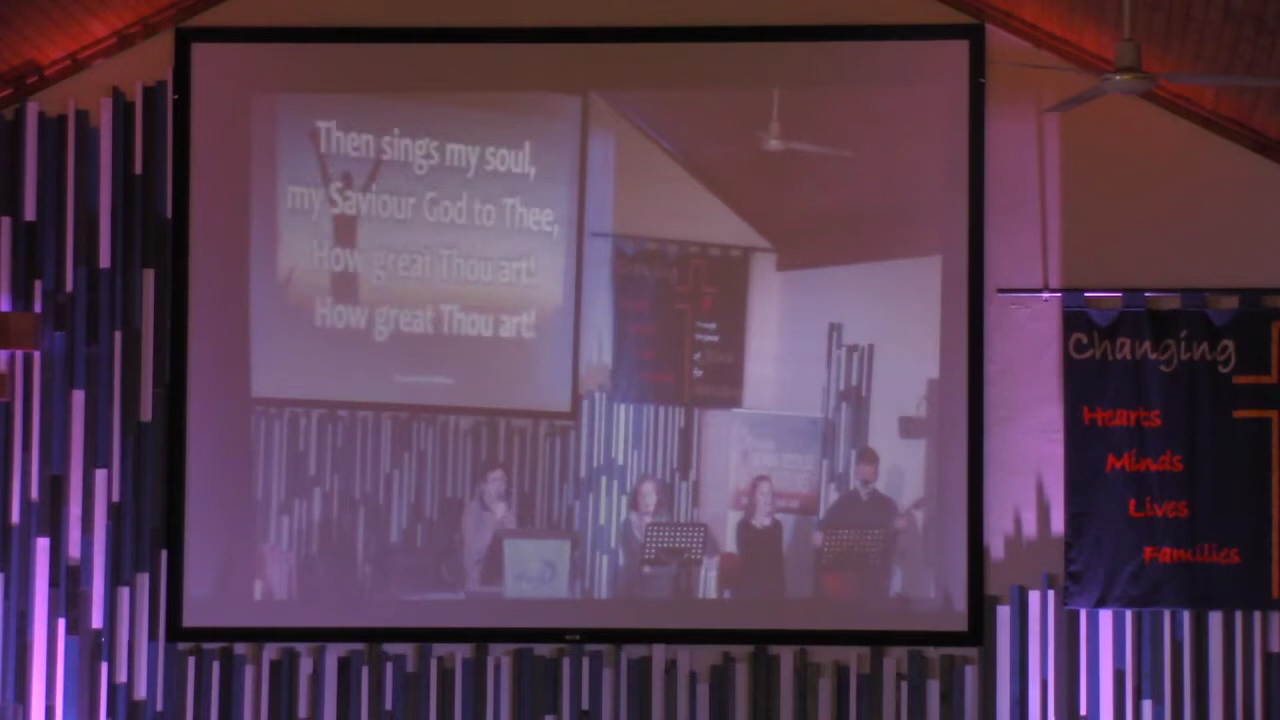 Then sings my soul,
my Saviour God to Thee,
How great Thou art!
How great Thou art!
Changing
Hearts
Minds
Lives
Families